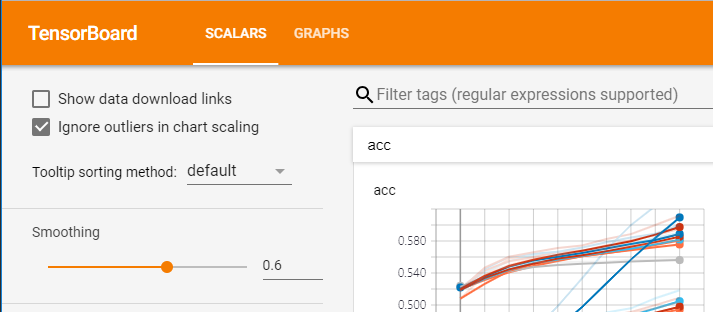 TensorBoard SCALARS GRAPHS
Show data download links
Ignore outliers in chart scaling
Tooltip sorting method: default
Smoothing
0.6
Filter tags (regular expressions supported)
acc
acc
0.580
0.540
0.500